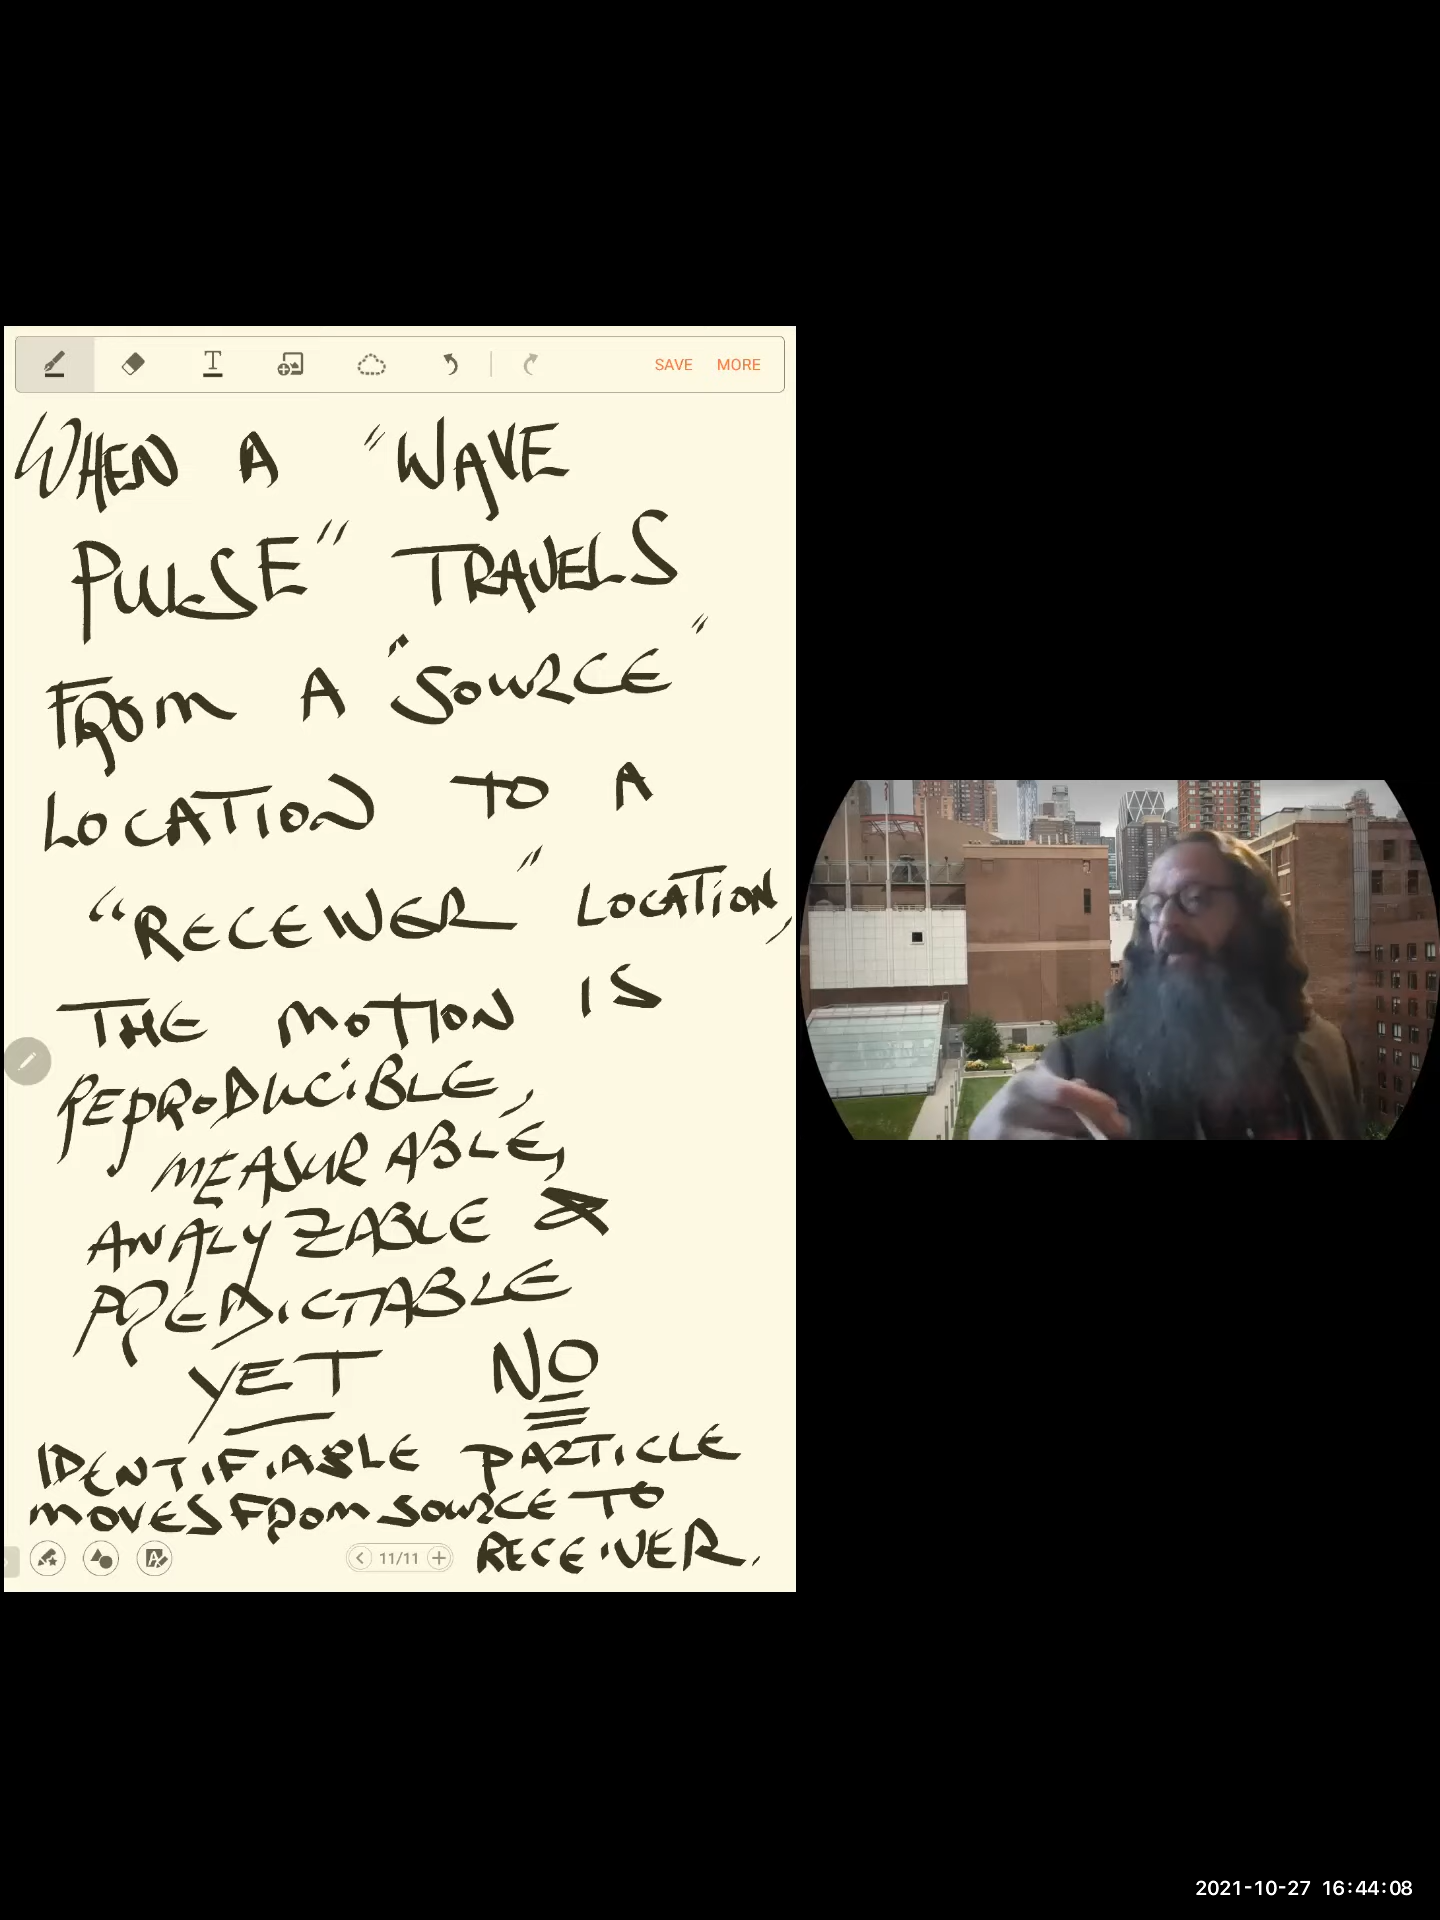 T SAVE MORE
WHEN A "WAVE
PULSE" TRAVELS
FROM A "SOURCE"
LOCATION TO A
"RECEIVER" LOCATION,
THE MOTION IS
REPRODUCIBLE,
MEASURABLE,
ANALYZABLE &
PREDICTABLE
YET NO
IDENTIFIABLE PARTICLE
MOVES FROM SOURCE TO
RECEIVER.
11/11
2021-10-27 16:44:08